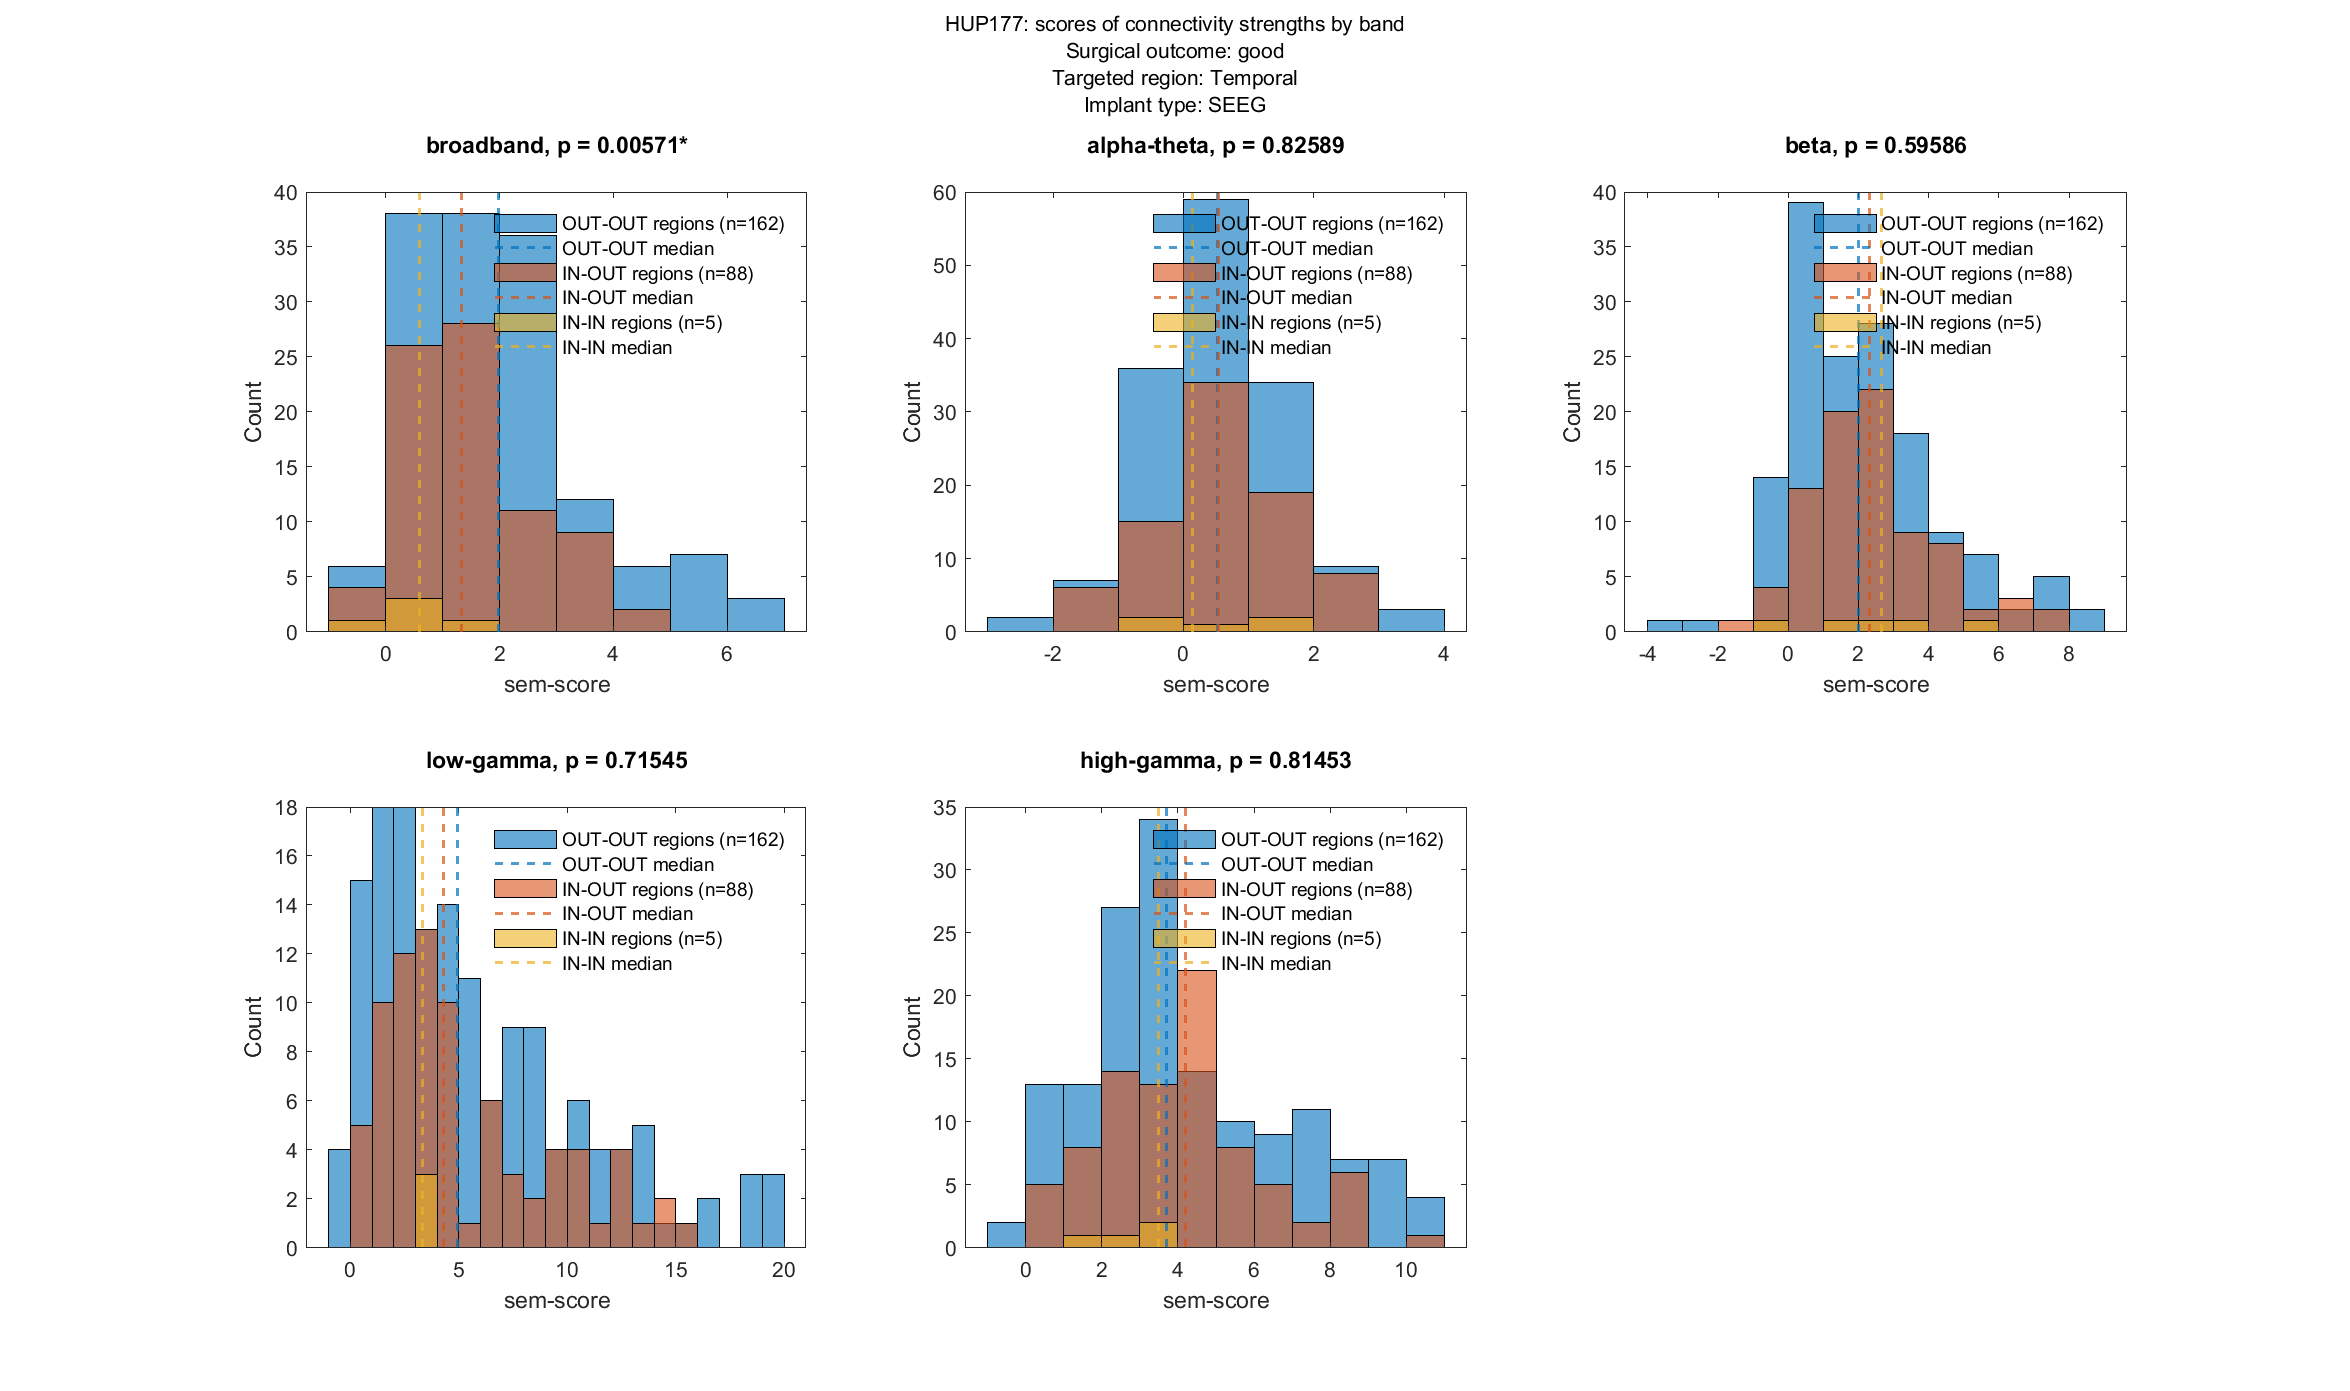 HUP177: scores of connectivity strengths by band
Surgical outcome: good
Targeted region: Temporal
Implant type: SEEG
broadband, p = 0.00571*
40
35
30
25
20
15
10
5
0
Count
0 2 4 6
sem-score
OUT-OUT regions (n=162)
OUT-OUT median
IN-OUT regions (n=88)
IN-OUT median
IN-IN regions (n=5)
IN-IN median
alpha-theta, p = 0.82589
60
50
40
30
20
10
0
Count
-2 0 2 4
sem-score
OUT-OUT regions (n=162)
OUT-OUT median
IN-OUT regions (n=88)
IN-OUT median
IN-IN regions (n=5)
IN-IN median
beta, p = 0.59586
40
35
30
25
20
15
10
5
0
Count
-4 -2 0 2 4 6 8
sem-score
OUT-OUT regions (n=162)
OUT-OUT median
IN-OUT regions (n=88)
IN-OUT median
IN-IN regions (n=5)
IN-IN median
low-gamma, p = 0.71545
18
16
14
12
10
8
6
4
2
0
Count
0 5 10 15 20
sem-score
OUT-OUT regions (n=162)
OUT-OUT median
IN-OUT regions (n=88)
IN-OUT median
IN-IN regions (n=5)
IN-IN median
high-gamma, p = 0.81453
35
30
25
20
15
10
5
0
Count
0 2 4 6 8 10
sem-score
OUT-OUT regions (n=162)
OUT-OUT median
IN-OUT regions (n=88)
IN-OUT median
IN-IN regions (n=5)
IN-IN median